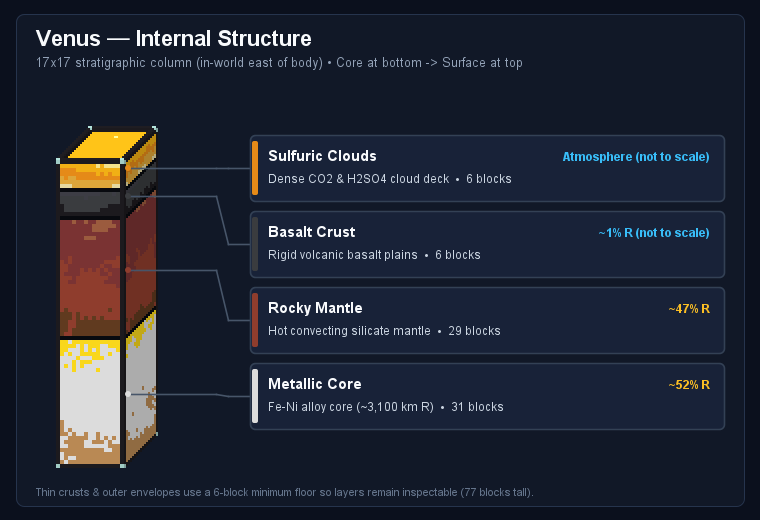 Venus — Internal Structure
17x17 stratigraphic column (in-world east of body) • Core at bottom -> Surface at top
Sulfuric Clouds Atmosphere (not to scale)
Dense CO2 & H2SO4 cloud deck • 6 blocks
Basalt Crust ~1% R (not to scale)
Rigid volcanic basalt plains • 6 blocks
Rocky Mantle ~47% R
Hot convecting silicate mantle • 29 blocks
Metallic Core ~52% R
Fe-Ni alloy core (~3,100 km R) • 31 blocks
Thin crusts & outer envelopes use a 6-block minimum floor so layers remain inspectable (77 blocks tall).